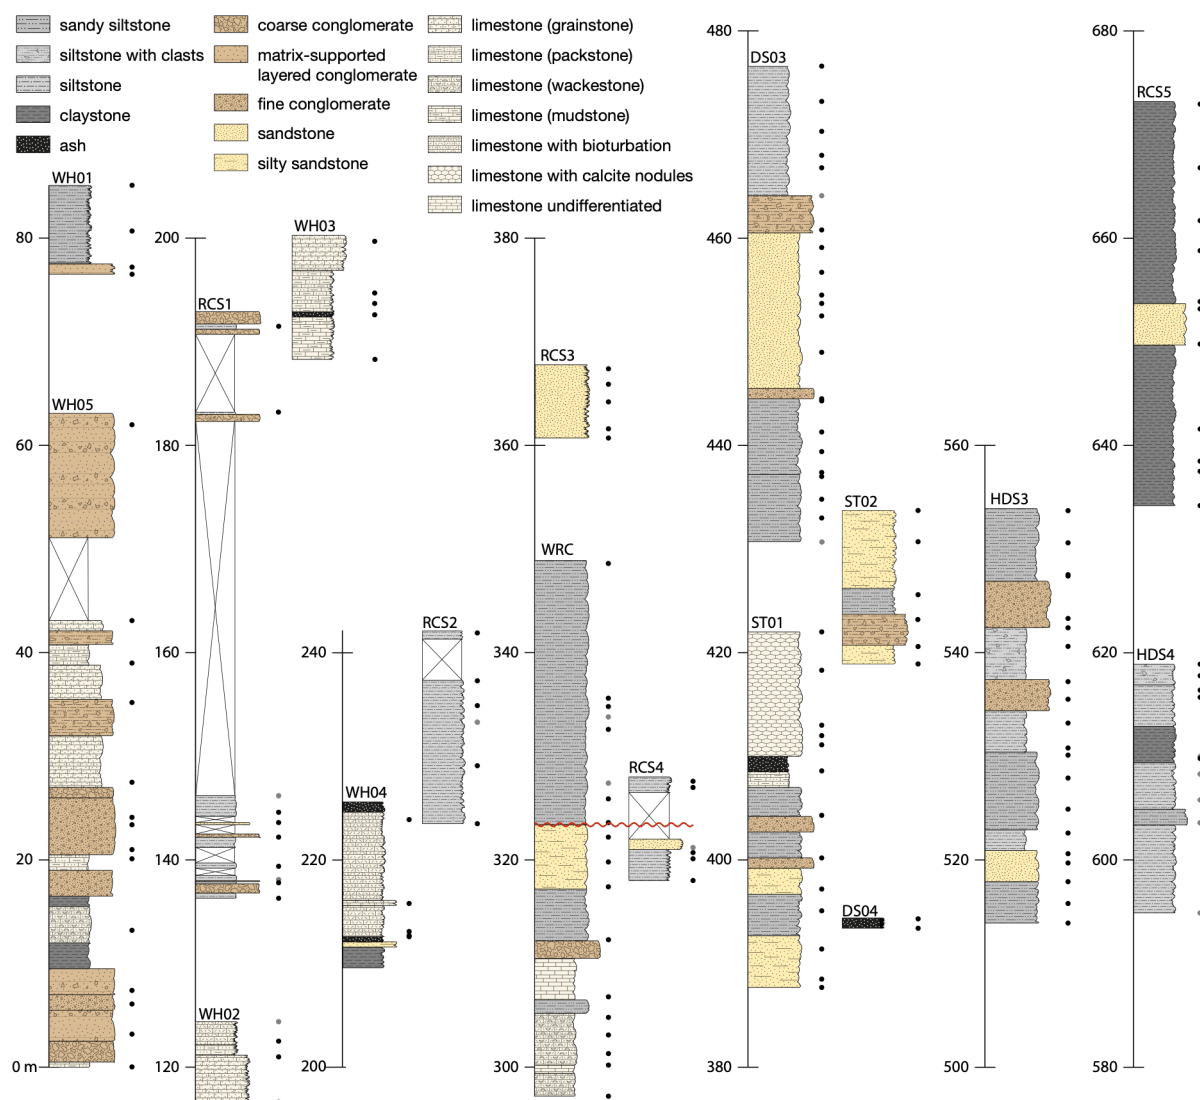 sandy siltstone
siltstone with clasts
siltstone
claystone
ash
coarse conglomerate
matrix-supported
layered conglomerate
fine conglomerate
sandstone
silty sandstone
limestone (grainstone)
limestone (packstone)
limestone (wackestone)
limestone (mudstone)
limestone with bioturbation
limestone with calcite nodules
limestone undifferentiated
WH01
80
WH05
60
40
20
0 m
200
RCS1
180
160
140
WH02
120
WH03
240
WH04
220
200
RCS2
380
RCS3
360
WRC
340
RCS4
320
300
480
DS03
460
440
ST01
420
400
380
ST02
DS04
560
HDS3
540
520
500
680
RCS5
660
640
620
HDS4
600
580